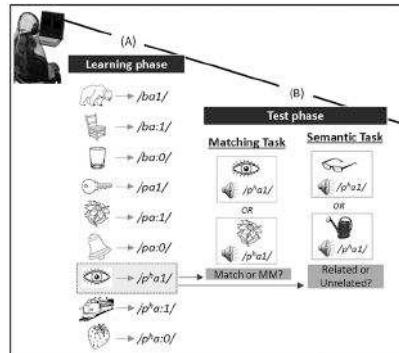 (A)
Learning phase
/ba1/
/ba:1/
/ba:0/
/pa1/
/pa:1/
/pa:0/
/pʰa1/
/pʰa:1/
/pʰa:0/
(B)
Test phase
Matching Task
/pʰa1/
OR
/pʰa1/
Match or MM?
Semantic Task
/pʰa1/
OR
/pʰa1/
Related or
Unrelated?